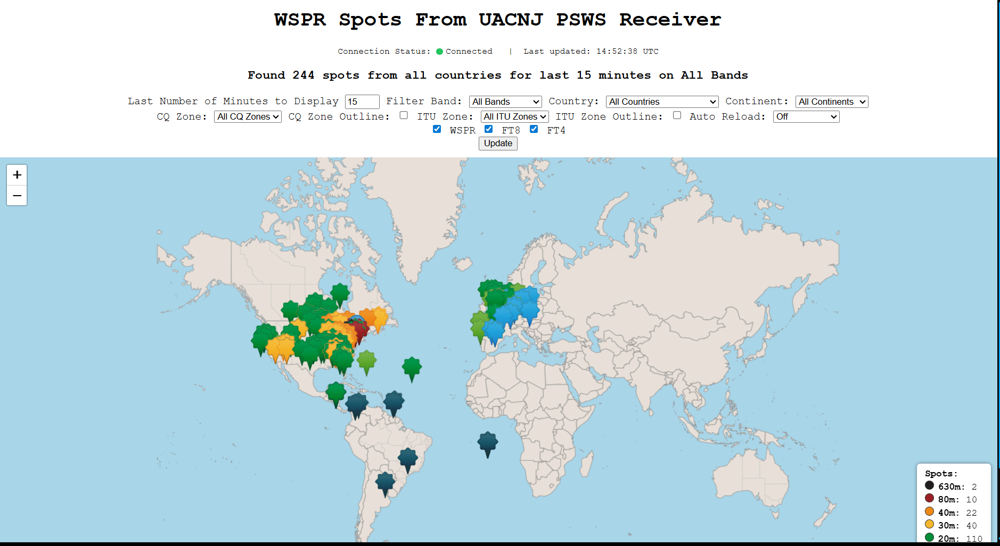 WSPR Spots From UACNJ PSWS Receiver
Connection Status: Connected | Last updated: 14:52:38 UTC
Found 244 spots from all countries for last 15 minutes on All Bands
Last Number of Minutes to Display 15 Filter Band: All Bands Country: All Countries Continent: All Continents
CQ Zone: All CQ Zones CQ Zone Outline: ITU Zone: All ITU Zones ITU Zone Outline: Auto Reload: Off
WSPR FT8 FT4
Update
+
−
Spots:
630m: 2
80m: 10
40m: 22
30m: 40
20m: 110